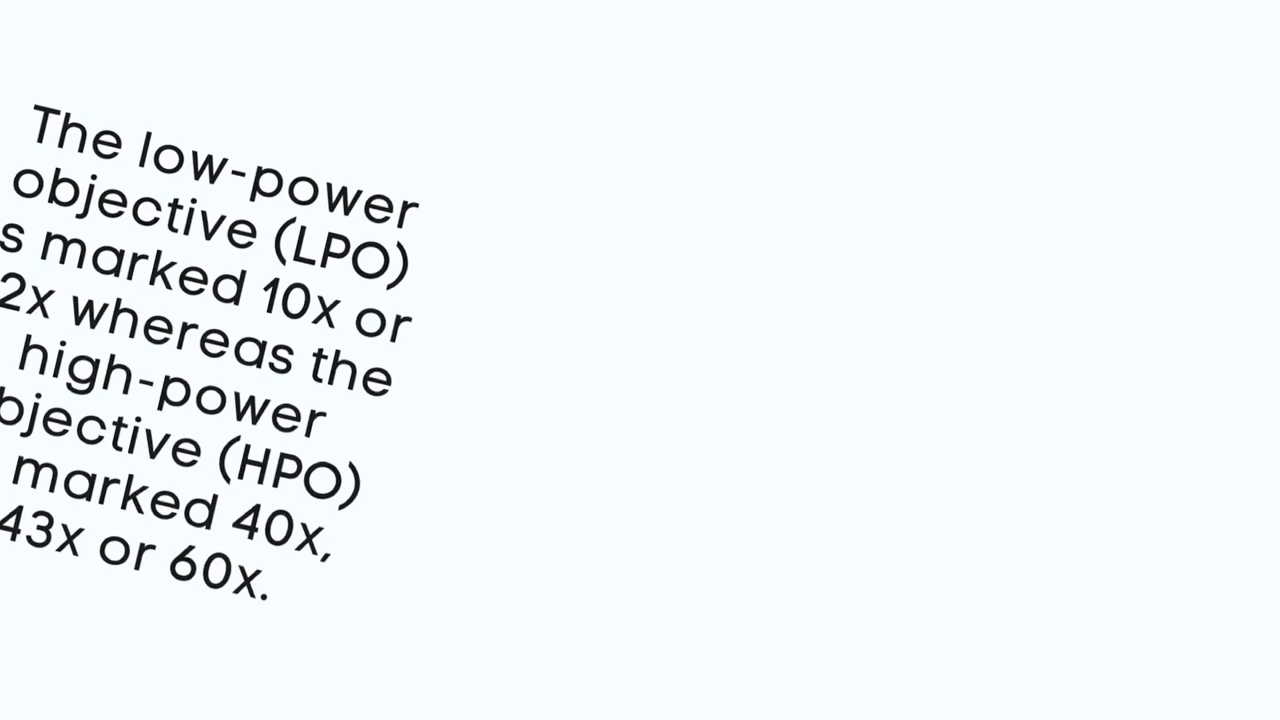 The low-power
objective (LPO)
s marked 10x or
2x whereas the
high-power
bjective (HPO)
marked 40x,
43x or 60x.